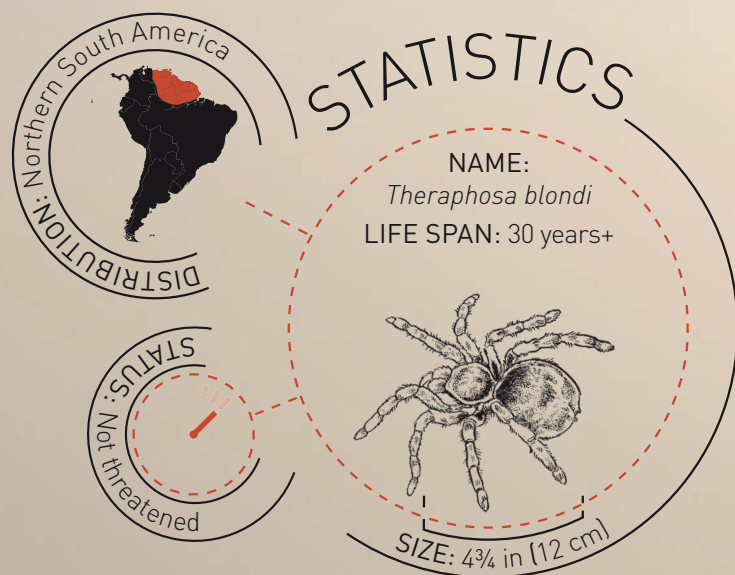 STATISTICS
DISTRIBUTION: Northern South America
NAME:
Theraphosa blondi
LIFE SPAN: 30 years+
STATUS: Not threatened
SIZE: 4¾ in (12 cm)